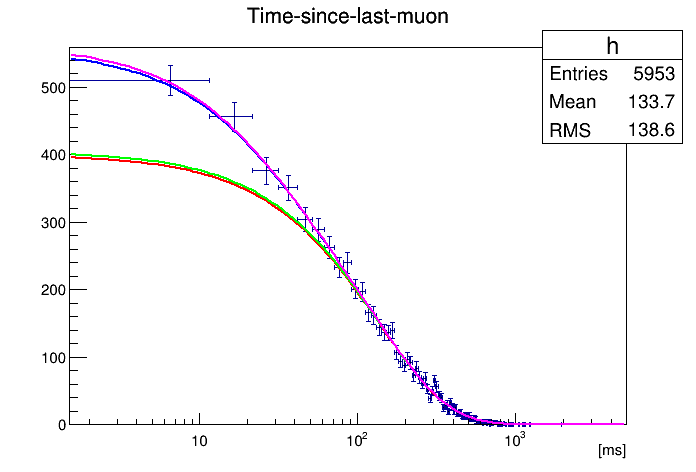 Time-since-last-muon
h
Entries 5953
Mean 133.7
RMS 138.6
500
400
300
200
100
0
10 10² 10³
[ms]